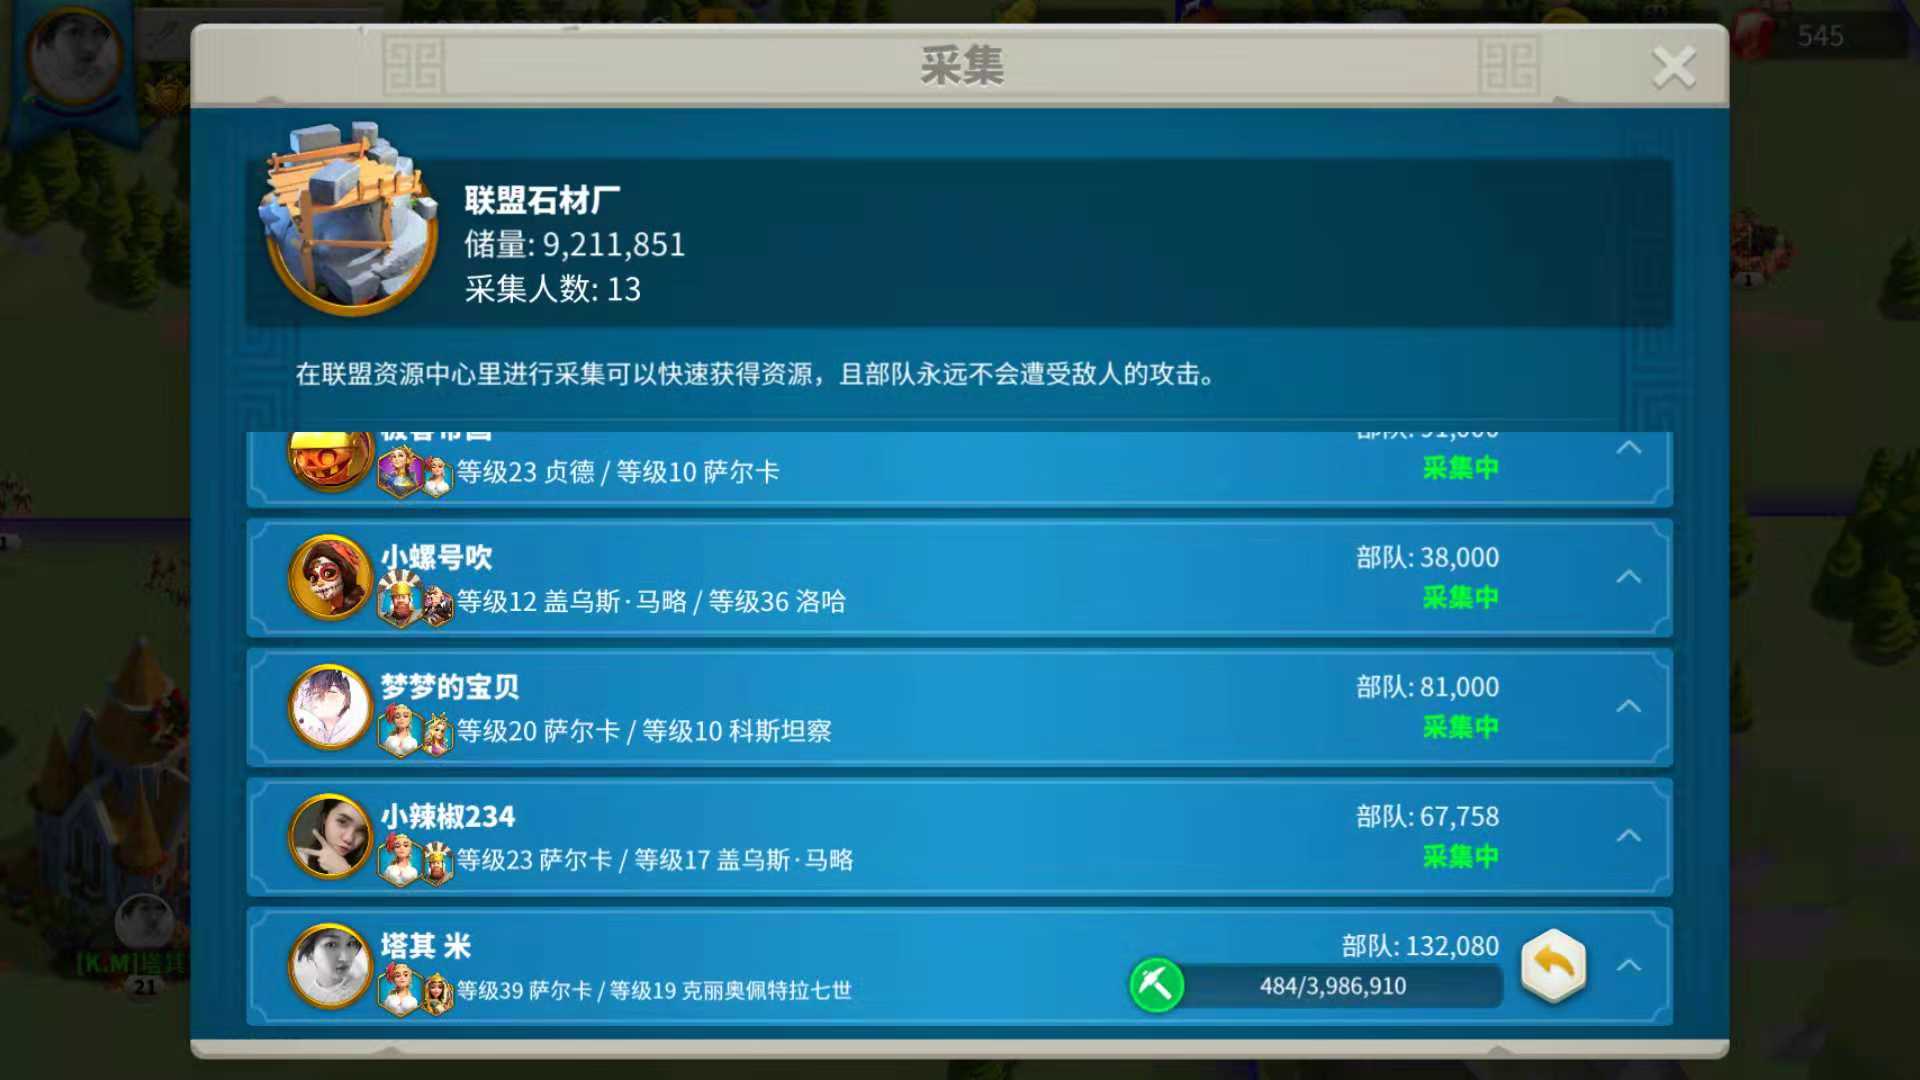 545
采集
联盟石材厂
储量: 9,211,851
采集人数: 13
在联盟资源中心里进行采集可以快速获得资源，且部队永远不会遭受敌人的攻击。
部队: 91,000
等级23 贞德 / 等级10 萨尔卡
采集中
小螺号吹
部队: 38,000
等级12 盖乌斯·马略 / 等级36 洛哈
采集中
梦梦的宝贝
部队: 81,000
等级20 萨尔卡 / 等级10 科斯坦察
采集中
小辣椒234
部队: 67,758
等级23 萨尔卡 / 等级17 盖乌斯·马略
采集中
塔其 米
部队: 132,080
等级39 萨尔卡 / 等级19 克丽奥佩特拉七世
484/3,986,910
21
1
1